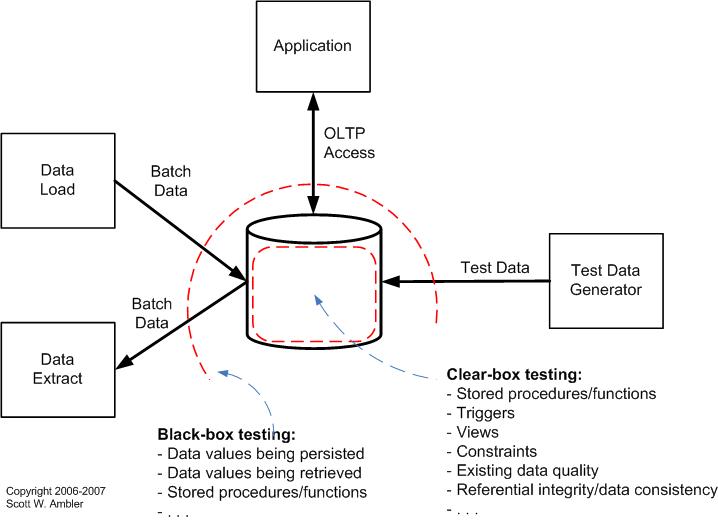 Application
OLTP
Access
Data
Load
Batch
Data
Test Data
Test Data
Generator
Batch
Data
Data
Extract
Clear-box testing:
- Stored procedures/functions
- Triggers
- Views
- Constraints
- Existing data quality
- Referential integrity/data consistency
- . . .
Black-box testing:
- Data values being persisted
- Data values being retrieved
- Stored procedures/functions
- . . .
Copyright 2006-2007
Scott W. Ambler